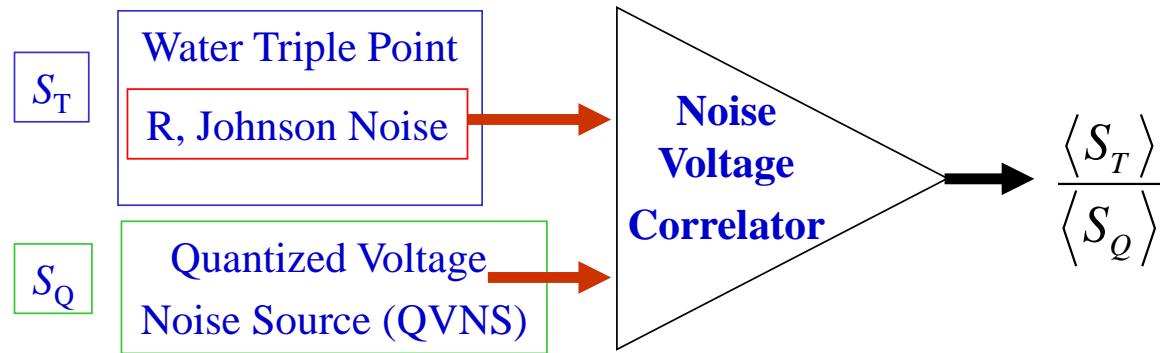 S_T
Water Triple Point
R, Johnson Noise
S_Q
Quantized Voltage
Noise Source (QVNS)
Noise
Voltage
Correlator
⟨S_T⟩
⟨S_Q⟩